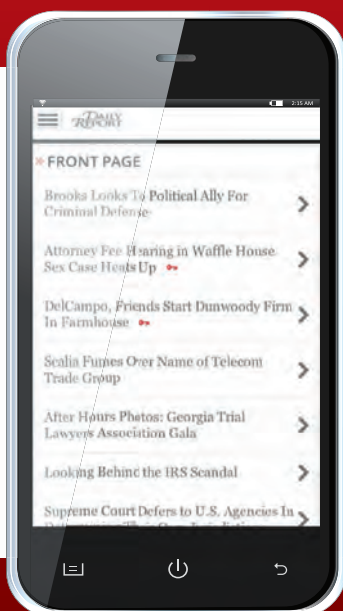 2:15 AM
DAILY
REPORT
» FRONT PAGE
Brooks Looks To Political Ally For
Criminal Defense
Attorney Fee Hearing in Waffle House
Sex Case Heats Up
DelCampo, Friends Start Dunwoody Firm
In Farmhouse
Scalia Fumes Over Name of Telecom
Trade Group
After Hours Photos: Georgia Trial
Lawyers Association Gala
Looking Behind the IRS Scandal
Supreme Court Defers to U.S. Agencies In